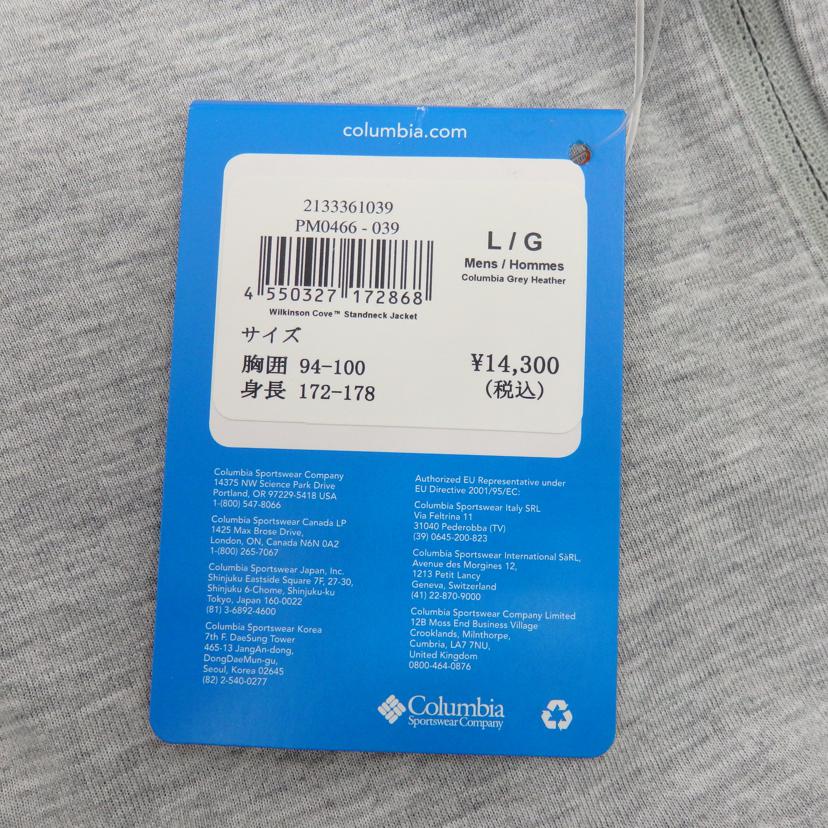 columbia.com
2133361039
PM0466 - 039
4 550327 172868
Wilkinson Cove™ Standneck Jacket
L / G
Mens / Hommes
Columbia Grey Heather
サイズ
胸囲 94-100
身長 172-178
¥14,300
(税込)
Columbia Sportswear Company
14375 NW Science Park Drive
Portland, OR 97229-5418 USA
1-(800) 547-8066
Columbia Sportswear Canada LP
1425 Max Brose Drive,
London, ON, Canada N6N 0A2
1-(800) 265-7067
Columbia Sportswear Japan, Inc.
Shinjuku Eastside Square 7F, 27-30,
Shinjuku 6-Chome, Shinjuku-ku
Tokyo, Japan 160-0022
(81) 3-6892-4600
Columbia Sportswear Korea
7th F. DaeSung Tower
465-13 JangAn-dong,
DongDaeMun-gu,
Seoul, Korea 02645
(82) 2-540-0277
Authorized EU Representative under
EU Directive 2001/95/EC:
Columbia Sportswear Italy SRL
Via Feltrina 11
31040 Pederobba (TV)
(39) 0645-200-823
Columbia Sportswear International SàRL,
Avenue des Morgines 12,
1213 Petit Lancy
Geneva, Switzerland
(41) 22-870-9000
Columbia Sportswear Company Limited
12B Moss End Business Village
Crooklands, Milnthorpe,
Cumbria, LA7 7NU,
United Kingdom
0800-464-0876
Columbia
Sportswear Company